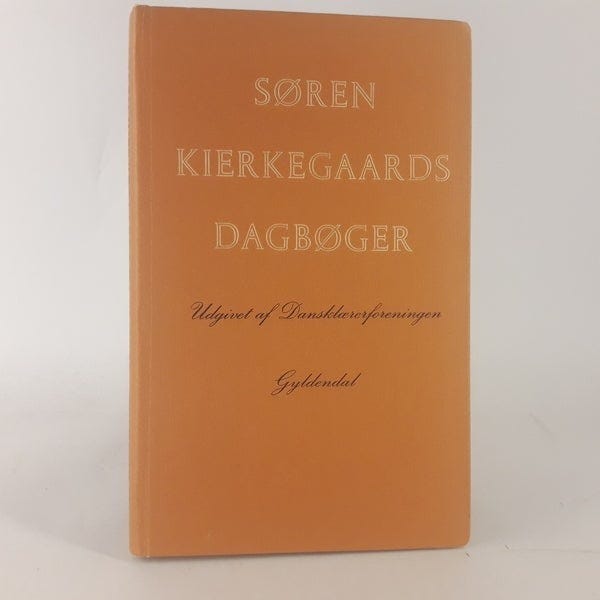 SØREN
KIERKEGAARDS
DAGBØGER
Udgivet af Dansklærerforeningen
Gyldendal